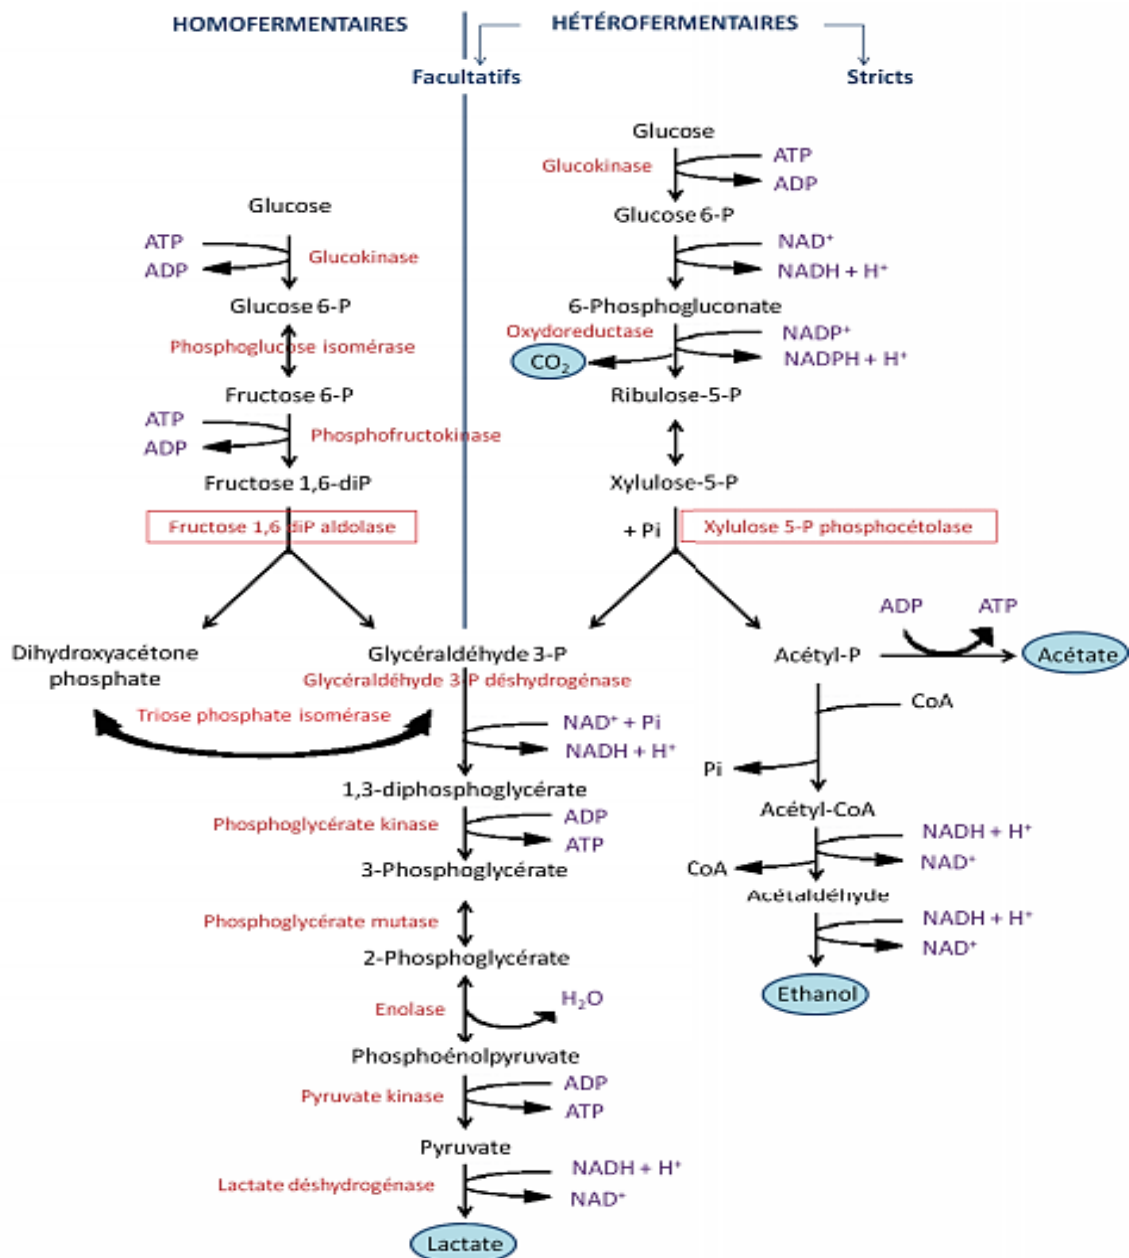 HOMOFERMENTAIRES
HÉTÉROFERMENTAIRES
Facultatifs
Stricts
Glucose
ATP
ADP
Glucokinase
Glucose 6-P
Phosphoglucose isomérase
Fructose 6-P
ATP
ADP
Phosphofructokinase
Fructose 1,6-diP
Fructose 1,6 diP aldolase
Dihydroxyacétone
phosphate
Triose phosphate isomérase
Glucose
Glucokinase
ATP
ADP
Glucose 6-P
NAD⁺
NADH + H⁺
6-Phosphogluconate
Oxydoreductase
NADP⁺
NADPH + H⁺
CO₂
Ribulose-5-P
Xylulose-5-P
+ Pi
Xylulose 5-P phosphocétolase
Glycéraldéhyde 3-P
Glycéraldéhyde 3-P déshydrogénase
NAD⁺ + Pi
NADH + H⁺
1,3-diphosphoglycérate
Phosphoglycérate kinase
ADP
ATP
3-Phosphoglycérate
Phosphoglycérate mutase
2-Phosphoglycérate
Enolase
H₂O
Phosphoénolpyruvate
Pyruvate kinase
ADP
ATP
Pyruvate
Lactate déshydrogénase
NADH + H⁺
NAD⁺
Lactate
Acétyl-P
ADP
ATP
Acétate
CoA
Pi
Acétyl-CoA
NADH + H⁺
NAD⁺
CoA
Acétaldéhyde
NADH + H⁺
NAD⁺
Ethanol